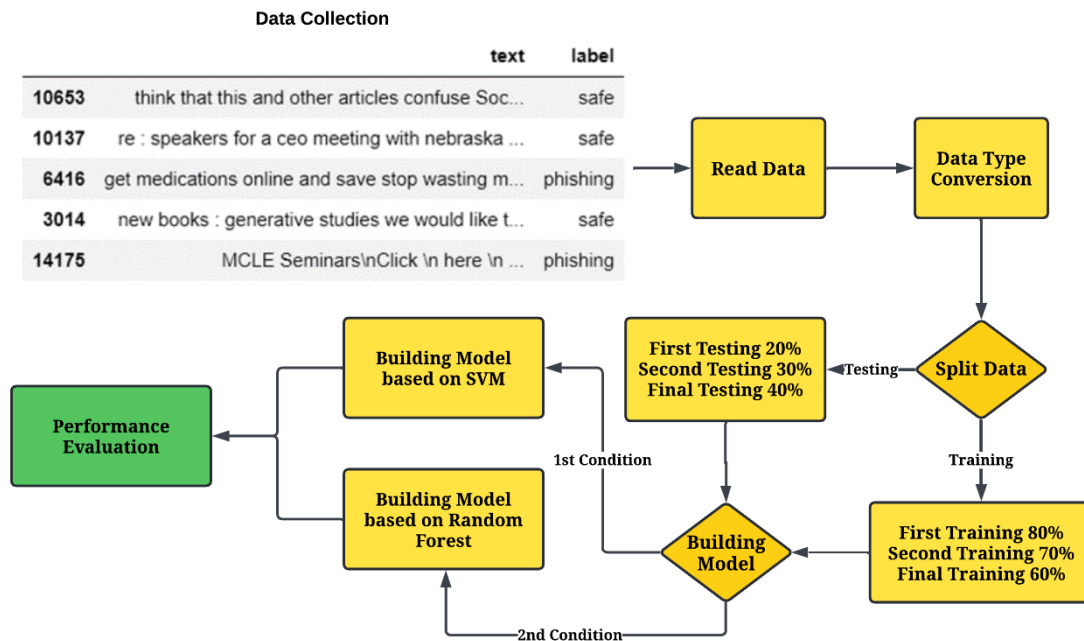 Data Collection
text label
10653 think that this and other articles confuse Soc... safe
10137 re : speakers for a ceo meeting with nebraska ... safe
6416 get medications online and save stop wasting m... phishing
3014 new books : generative studies we would like t... safe
14175 MCLE Seminars\nClick \n here \n ... phishing
Read Data
Data Type
Conversion
Split Data
Testing
First Testing 20%
Second Testing 30%
Final Testing 40%
Training
First Training 80%
Second Training 70%
Final Training 60%
Building
Model
1st Condition
Building Model
based on SVM
2nd Condition
Building Model
based on Random
Forest
Performance
Evaluation